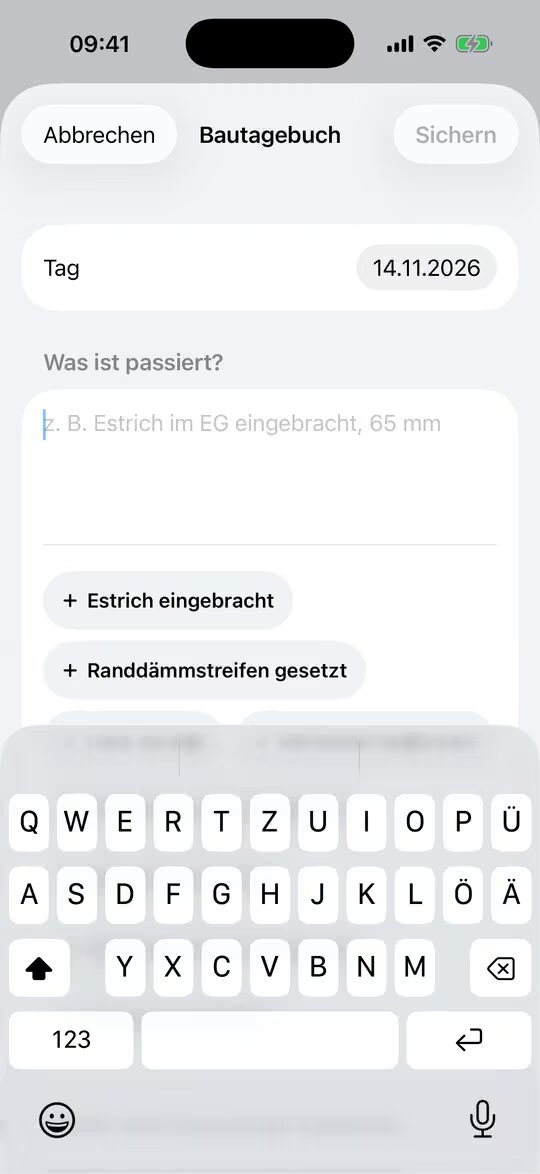 09:41
Abbrechen
Bautagebuch
Sichern
Tag
14.11.2026
Was ist passiert?
z. B. Estrich im EG eingebracht, 65 mm
+ Estrich eingebracht
+ Randdämmstreifen gesetzt
Q W E R T Z U I O P Ü
A S D F G H J K L Ö Ä
Y X C V B N M
123